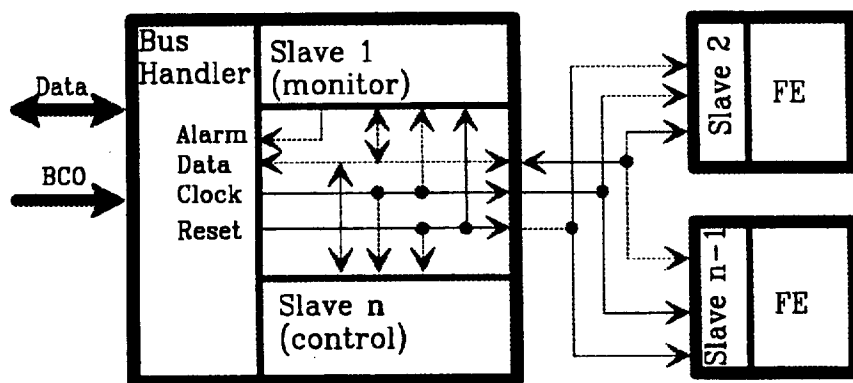 Bus
Handler
Slave 1
(monitor)
Data
BCO
Alarm
Data
Clock
Reset
Slave n
(control)
Slave 2
FE
Slave n-1
FE